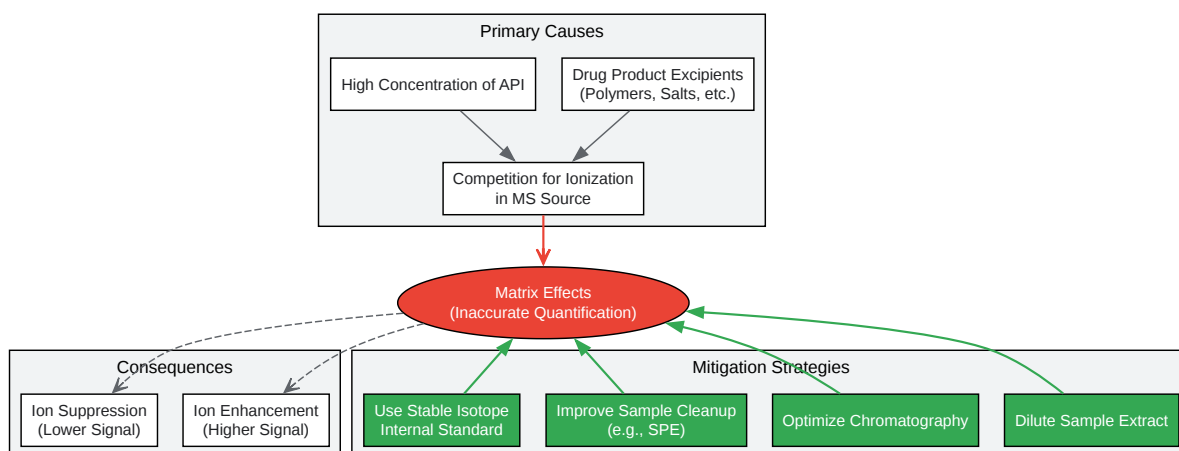 Primary Causes
High Concentration of API
Drug Product Excipients
(Polymers, Salts, etc.)
Competition for Ionization
in MS Source
Matrix Effects
(Inaccurate Quantification)
Consequences
Ion Suppression
(Lower Signal)
Ion Enhancement
(Higher Signal)
Mitigation Strategies
Use Stable Isotope
Internal Standard
Improve Sample Cleanup
(e.g., SPE)
Optimize Chromatography
Dilute Sample Extract